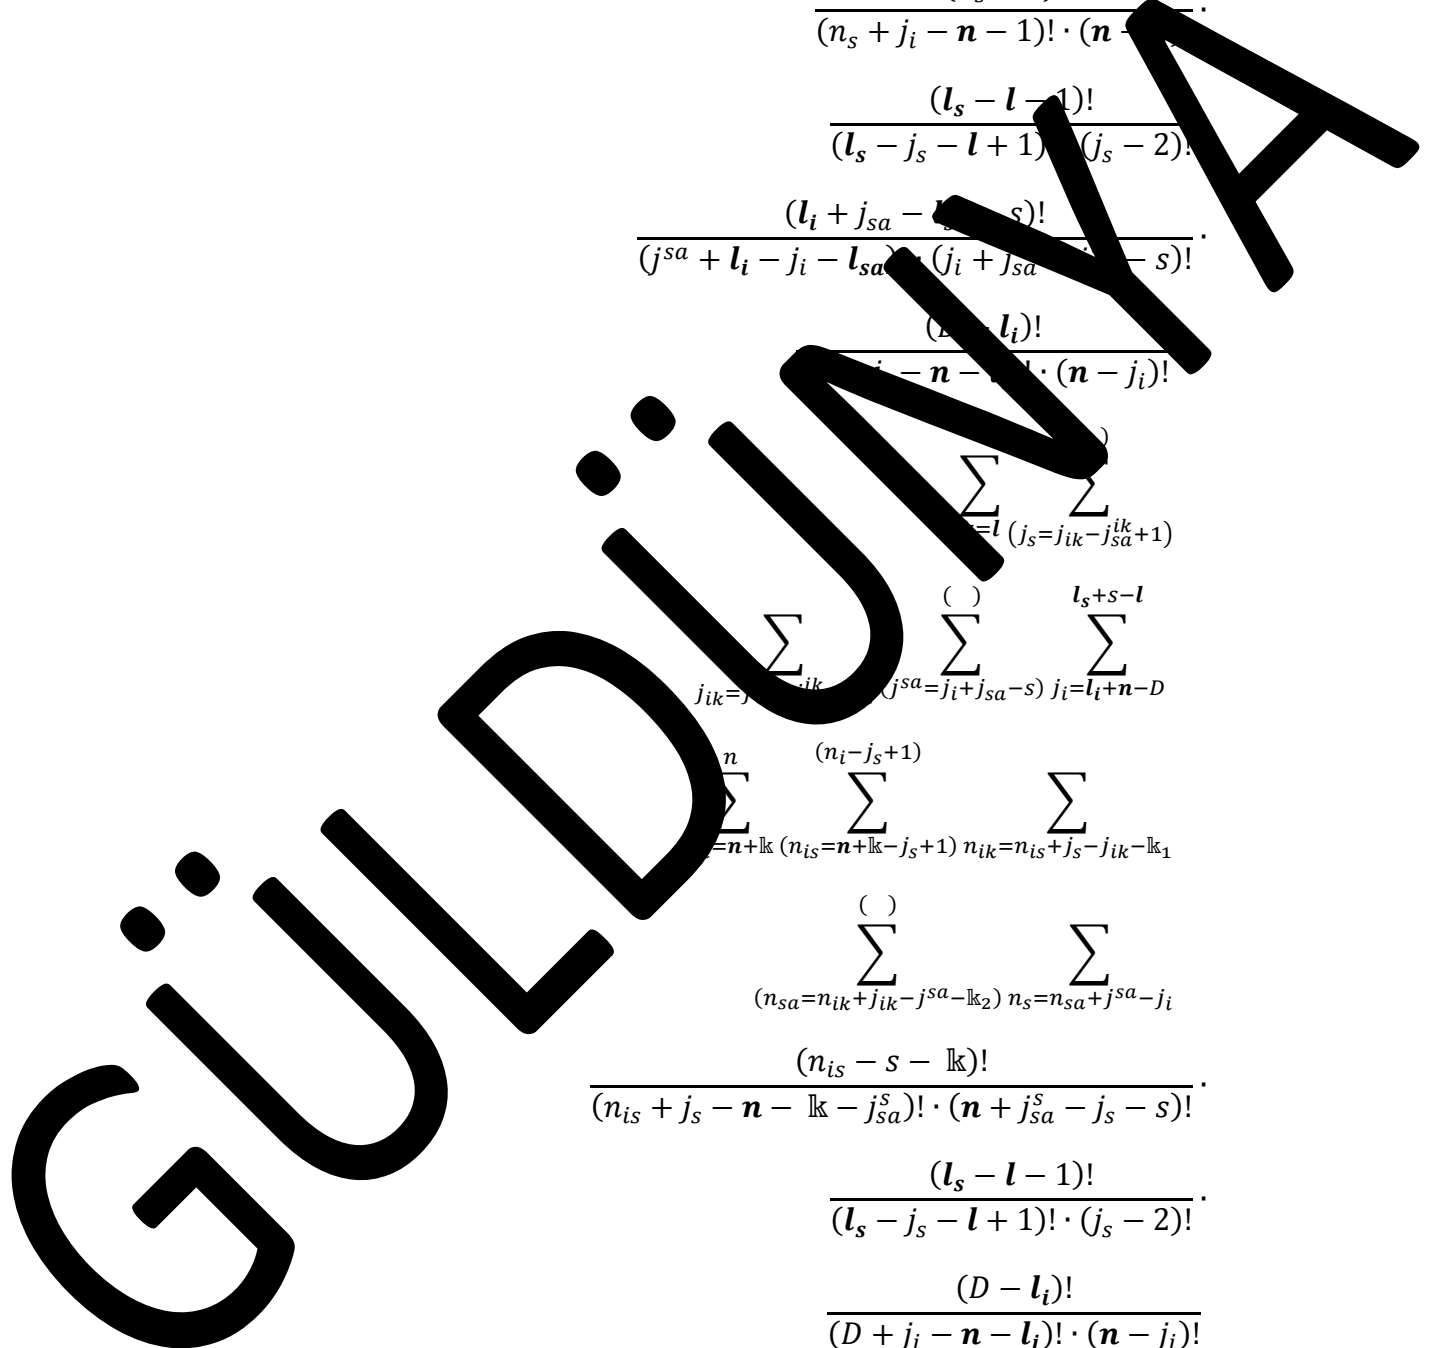 (n_s + j_i − n − 1)! · (n −
(l_s − l − 1)!
(l_s − j_s − l + 1) (j_s − 2)!
(l_i + j_sa − s)!
(j^sa + l_i − j_i − l_sa) · (j_i + j_sa − s)!
l_i)!
− n − ! · (n − j_i)!
∑ ∑
=l (j_s=j_ik−j_sa^ik+1)
( ) l_s+s−l
∑ ∑ ∑
j_ik= (j^sa=j_i+j_sa−s) j_i=l_i+n−D
n (n_i−j_s+1)
∑ ∑ ∑
=n+𝕜 (n_is=n+𝕜−j_s+1) n_ik=n_is+j_s−j_ik−𝕜_1
( )
∑ ∑
(n_sa=n_ik+j_ik−j^sa−𝕜_2) n_s=n_sa+j^sa−j_i
(n_is − s − 𝕜)!
(n_is + j_s − n − 𝕜 − j_sa^s)! · (n + j_sa^s − j_s − s)! ·
(l_s − l − 1)!
(l_s − j_s − l + 1)! · (j_s − 2)! ·
(D − l_i)!
(D + j_i − n − l_i)! · (n − j_i)!
GÜLDÜNYA